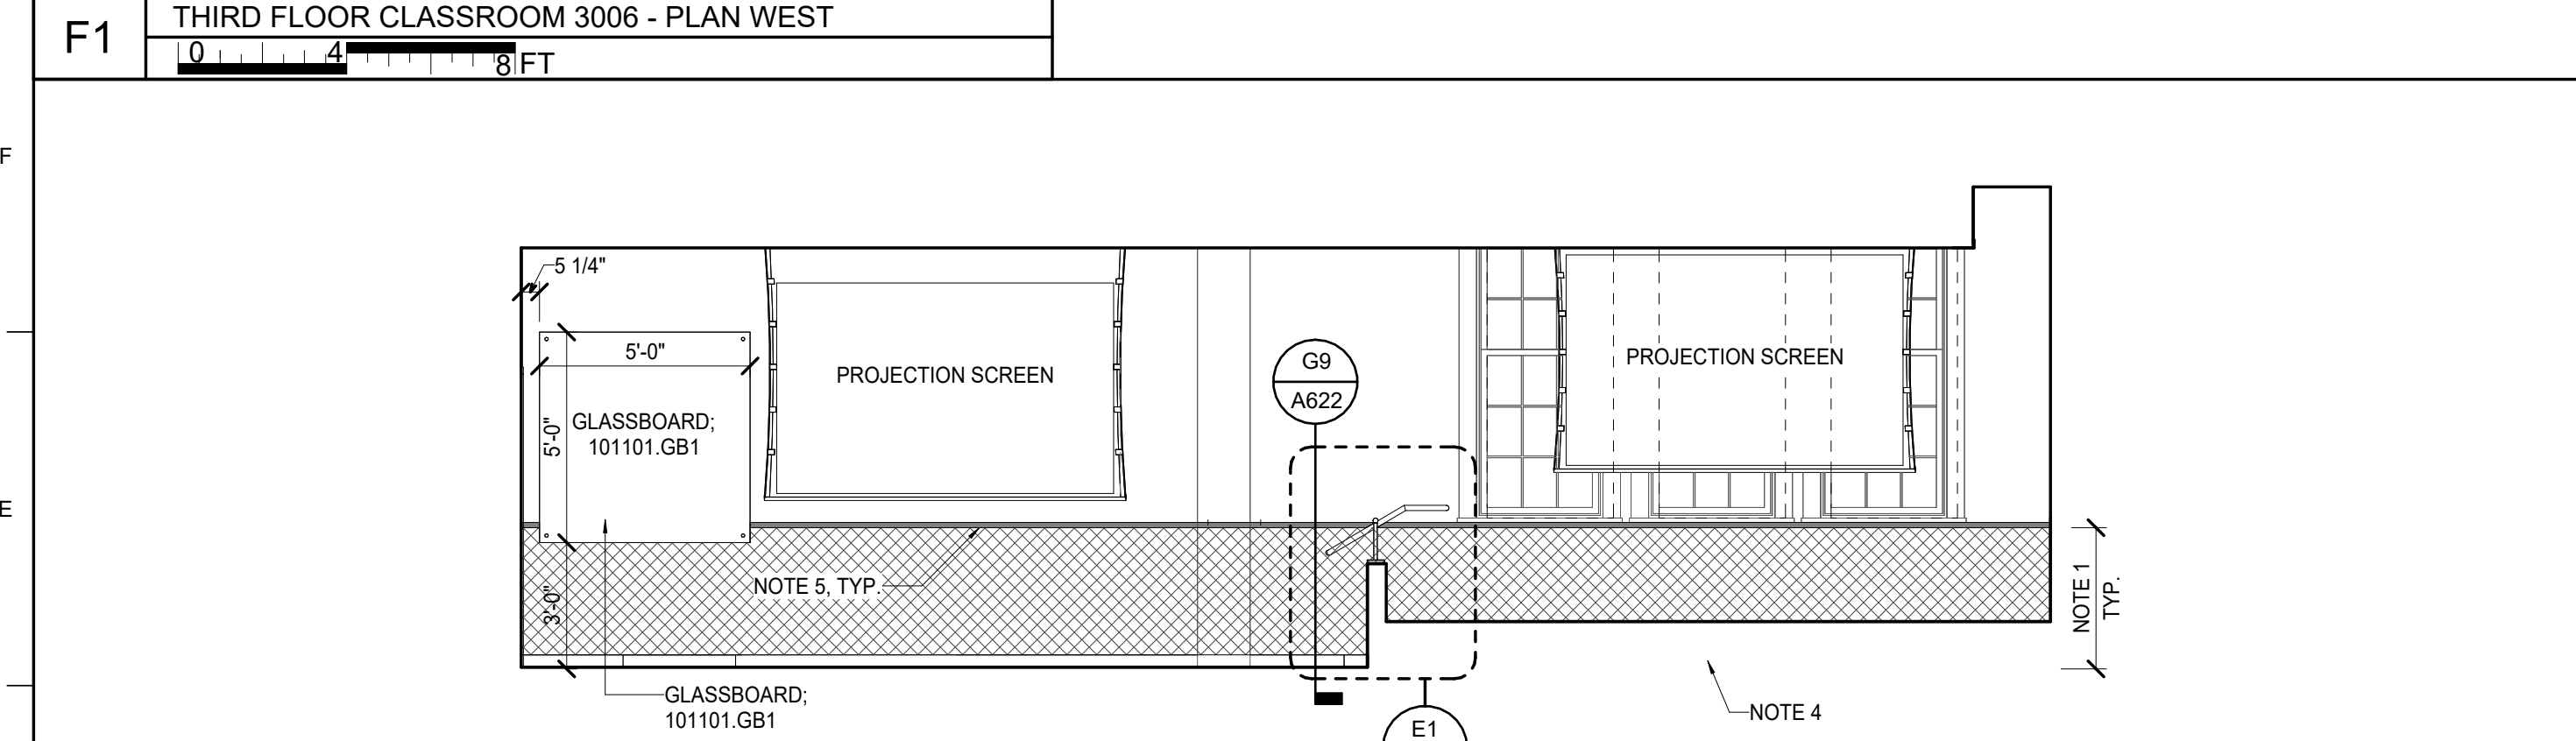 THIRD FLOOR CLASSROOM 3006 - PLAN WEST
F1
0 4 8 FT
F
5 1/4"
5'-0"
G9
A622
PROJECTION SCREEN
PROJECTION SCREEN
5'-0"
GLASSBOARD;
101101.GB1
E
NOTE 5, TYP.
3'-0"
NOTE 1
TYP.
GLASSBOARD;
101101.GB1
NOTE 4
E1